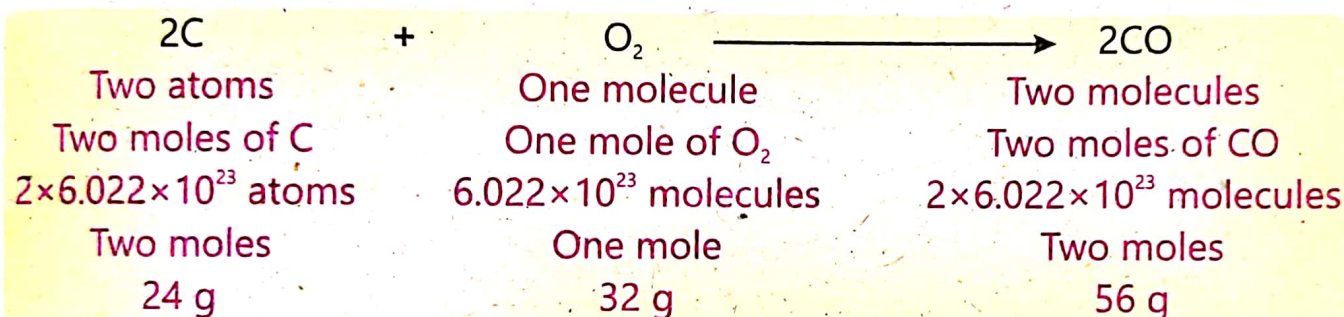 2C + O₂ ⟶ 2CO
Two atoms One molecule Two molecules
Two moles of C One mole of O₂ Two moles of CO
2×6.022×10²³ atoms 6.022×10²³ molecules 2×6.022×10²³ molecules
Two moles One mole Two moles
24 g 32 g 56 g